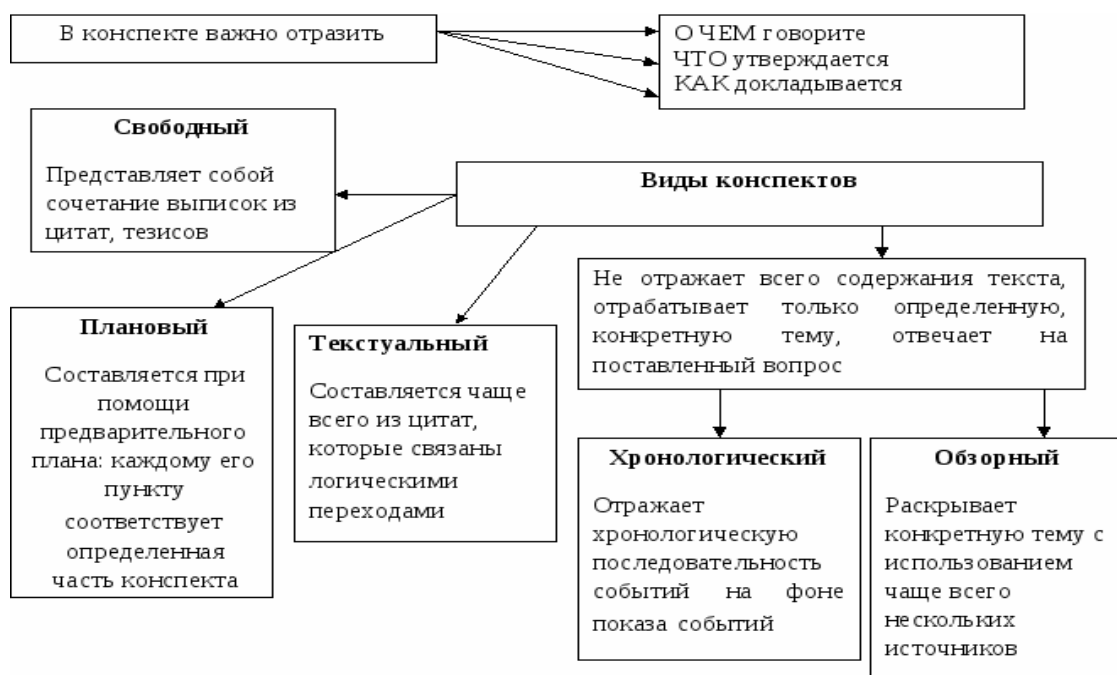 В конспекте важно отразить
О ЧЕМ говорите
ЧТО утверждается
КАК докладывается
Свободный
Представляет собой
сочетание выписок из
цитат, тезисов
Виды конспектов
Не отражает всего содержания текста,
отрабатывает только определенную,
конкретную тему, отвечает на
поставленный вопрос
Плановый
Составляется при
помощи
предварительного
плана: каждому его
пункту
соответствует
определенная
часть конспекта
Текстуальный
Составляется чаще
всего из цитат,
которые связаны
логическими
переходами
Хронологический
Отражает
хронологическую
последовательность
событий на фоне
показа событий
Обзорный
Раскрывает
конкретную тему с
использованием
чаще всего
нескольких
источников